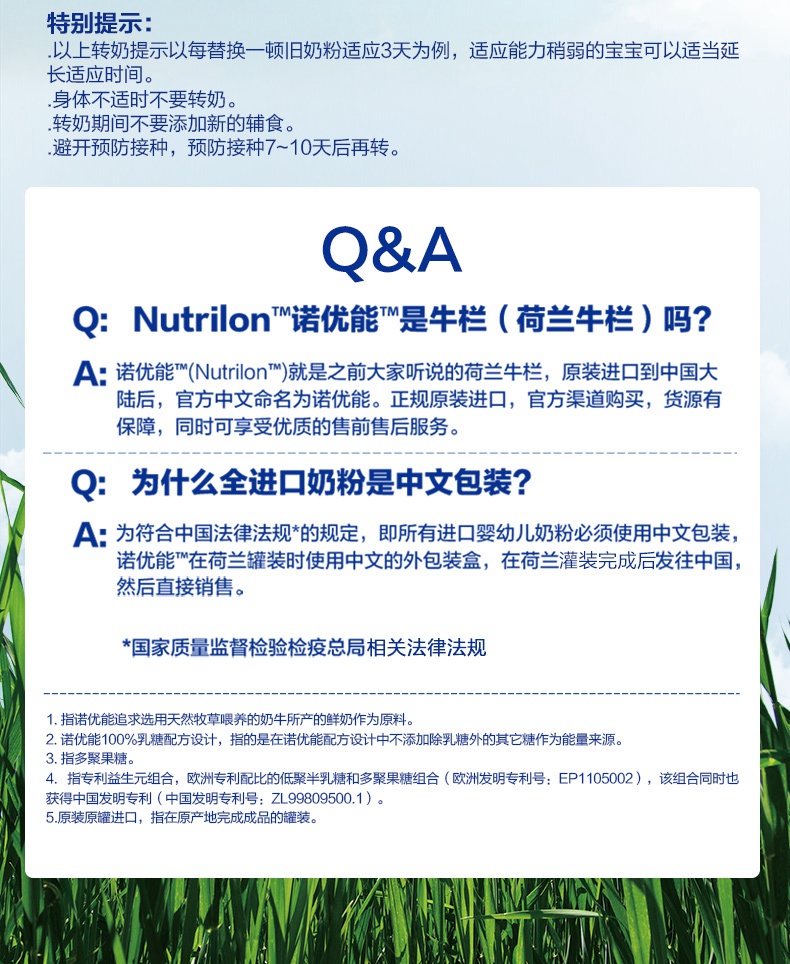 特别提示：
.以上转奶提示以每替换一顿旧奶粉适应3天为例，适应能力稍弱的宝宝可以适当延
长适应时间。
.身体不适时不要转奶。
.转奶期间不要添加新的辅食。
.避开预防接种，预防接种7~10天后再转。
Q&A
Q: Nutrilon™诺优能™是牛栏（荷兰牛栏）吗？
A: 诺优能™(Nutrilon™)就是之前大家听说的荷兰牛栏，原装进口到中国大
陆后，官方中文命名为诺优能。正规原装进口，官方渠道购买，货源有
保障，同时可享受优质的售前售后服务。
Q: 为什么全进口奶粉是中文包装？
A: 为符合中国法律法规*的规定，即所有进口婴幼儿奶粉必须使用中文包装，
诺优能™在荷兰罐装时使用中文的外包装盒，在荷兰灌装完成后发往中国，
然后直接销售。
*国家质量监督检验检疫总局相关法律法规
1. 指诺优能追求选用天然牧草喂养的奶牛所产的鲜奶作为原料。
2. 诺优能100%乳糖配方设计，指的是在诺优能配方设计中不添加除乳糖外的其它糖作为能量来源。
3. 指多聚果糖。
4. 指专利益生元组合，欧洲专利配比的低聚半乳糖和多聚果糖组合（欧洲发明专利号：EP1105002），该组合同时也
获得中国发明专利（中国发明专利号：ZL99809500.1）。
5.原装原罐进口，指在原产地完成成品的罐装。